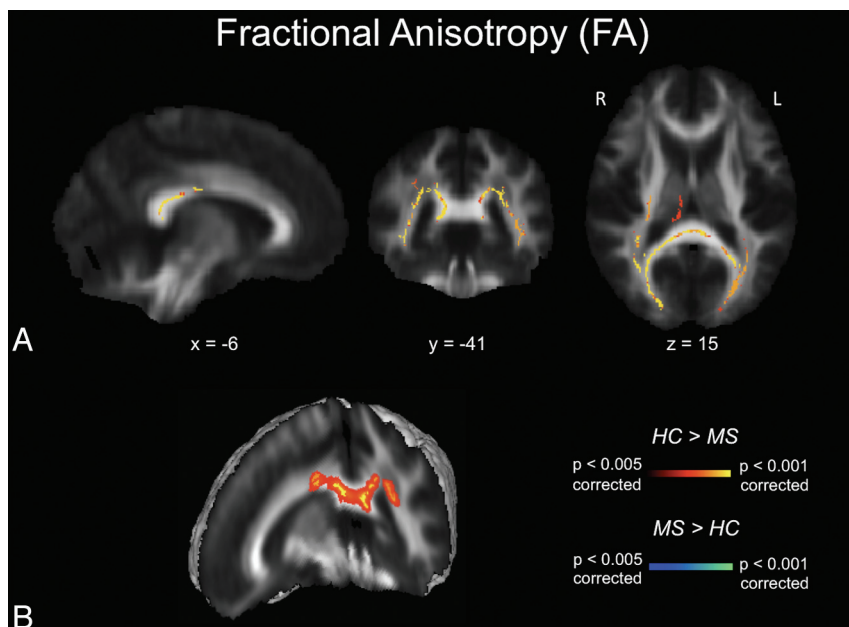 Fractional Anisotropy (FA)
R
L
A
x = -6
y = -41
z = 15
HC > MS
p < 0.005
corrected
p < 0.001
corrected
MS > HC
p < 0.005
corrected
p < 0.001
corrected
B